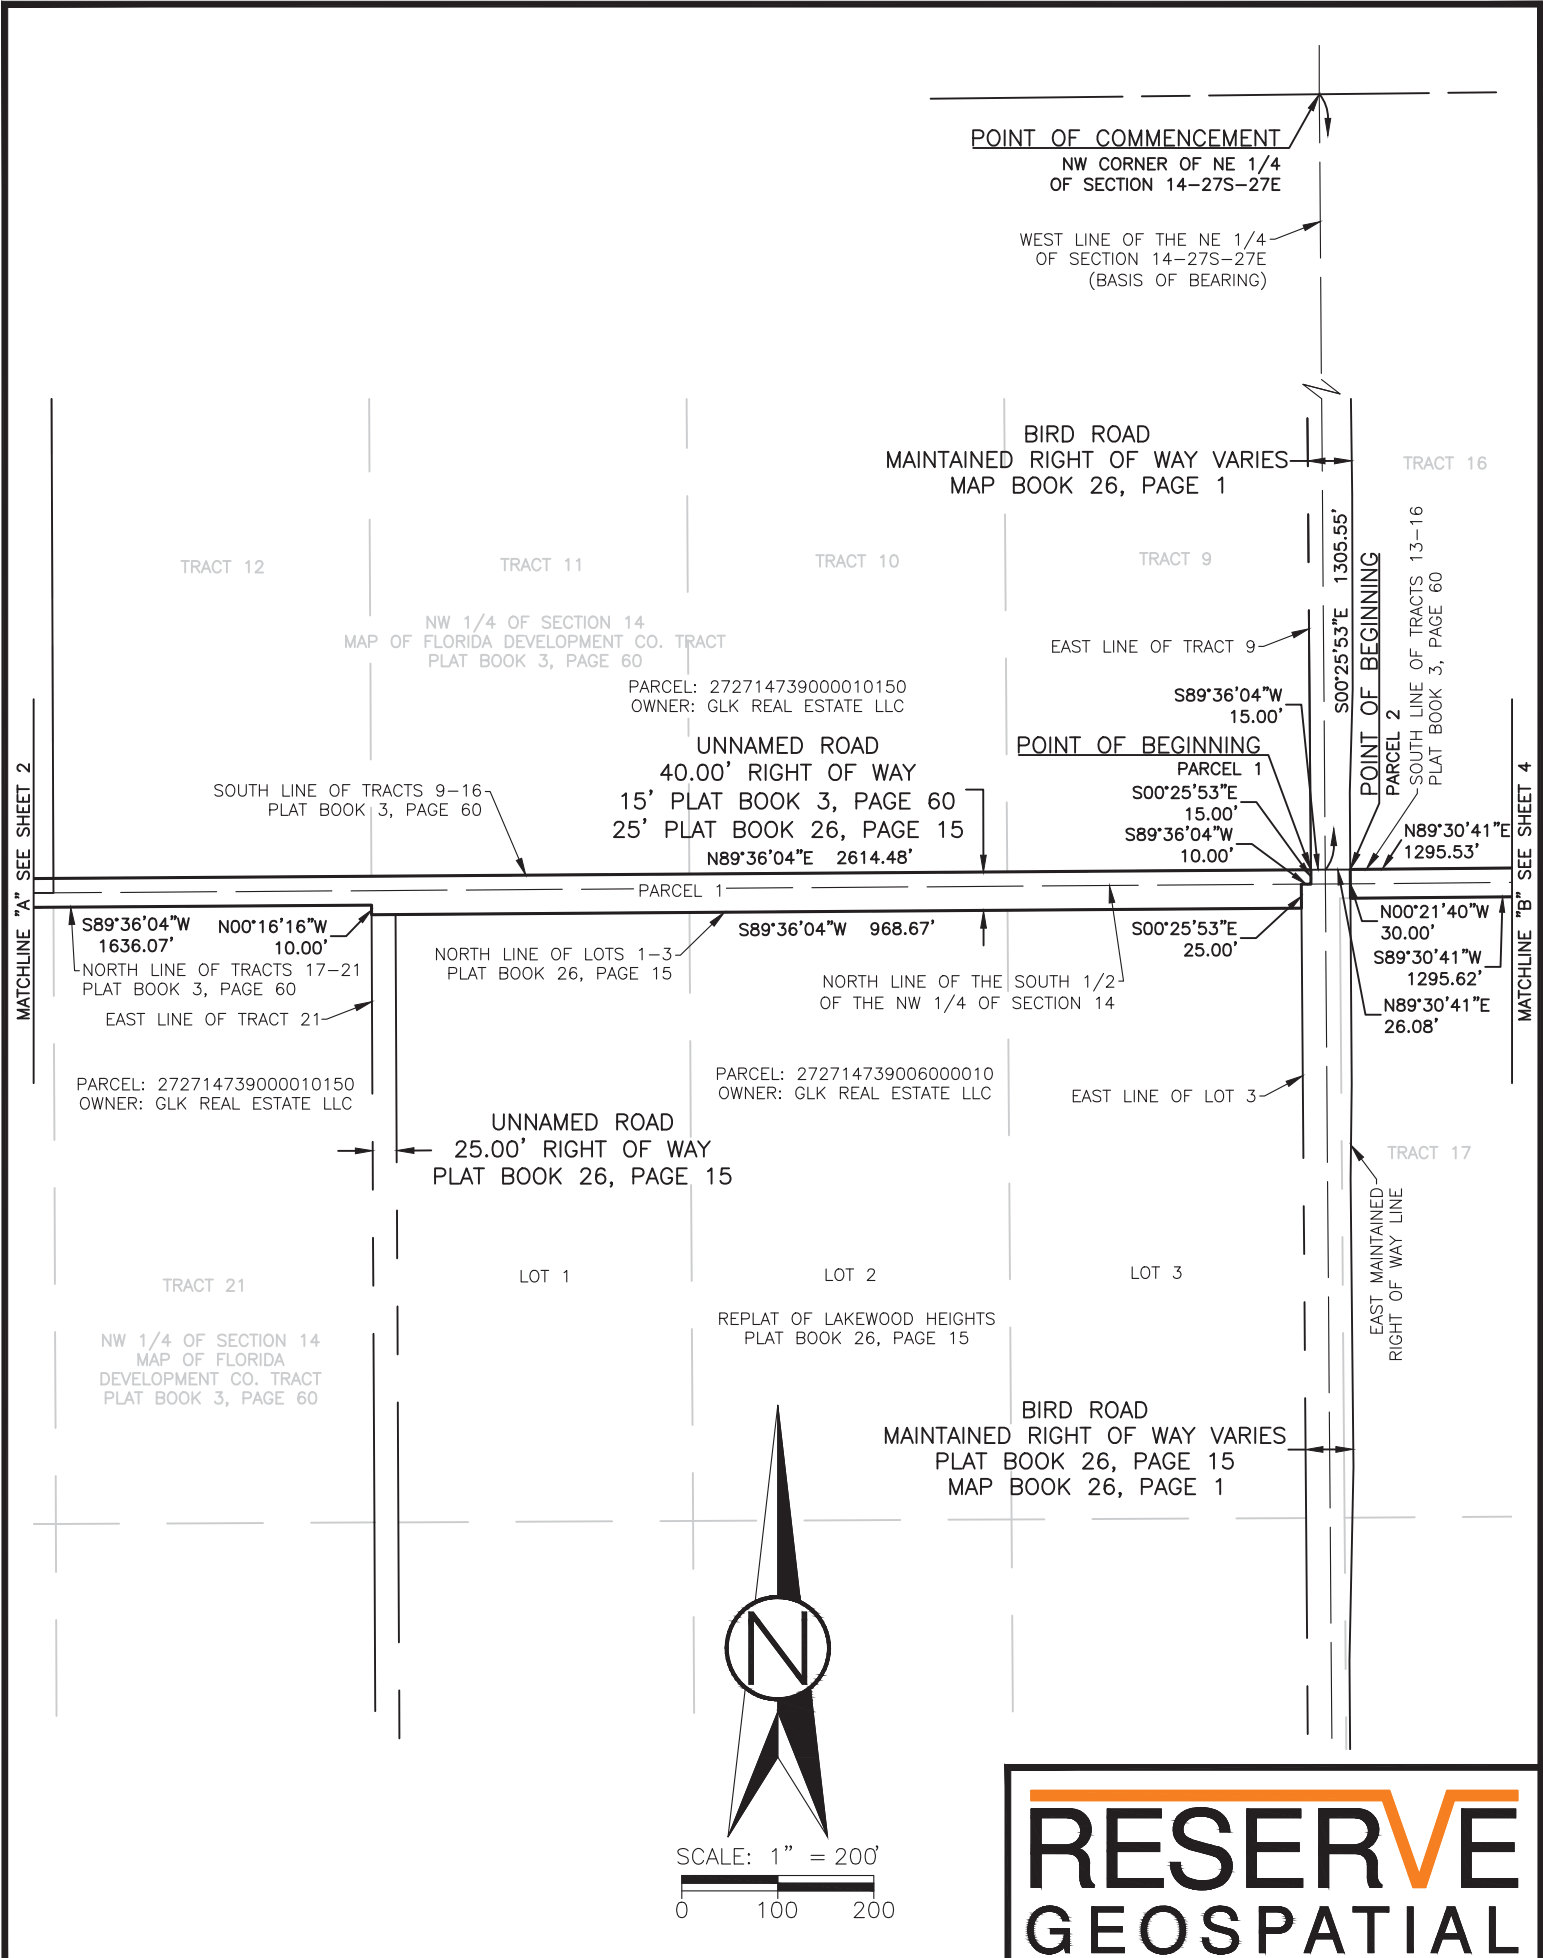 POINT OF COMMENCEMENT
NW CORNER OF NE 1/4
OF SECTION 14-27S-27E
WEST LINE OF THE NE 1/4
OF SECTION 14-27S-27E
(BASIS OF BEARING)
BIRD ROAD
MAINTAINED RIGHT OF WAY VARIES
MAP BOOK 26, PAGE 1
TRACT 16
TRACT 12
TRACT 11
TRACT 10
TRACT 9
NW 1/4 OF SECTION 14
MAP OF FLORIDA DEVELOPMENT CO. TRACT
PLAT BOOK 3, PAGE 60
EAST LINE OF TRACT 9
S00°25'53"E 1305.55'
POINT OF BEGINNING
PARCEL 2
SOUTH LINE OF TRACTS 13-16
PLAT BOOK 3, PAGE 60
PARCEL: 272714739000010150
OWNER: GLK REAL ESTATE LLC
S89°36'04"W
15.00'
UNNAMED ROAD
40.00' RIGHT OF WAY
15' PLAT BOOK 3, PAGE 60
25' PLAT BOOK 26, PAGE 15
POINT OF BEGINNING
PARCEL 1
S00°25'53"E
15.00'
S89°36'04"W
10.00'
SOUTH LINE OF TRACTS 9-16
PLAT BOOK 3, PAGE 60
MATCHLINE "A" SEE SHEET 2
MATCHLINE "B" SEE SHEET 4
N89°30'41"E
1295.53'
N89°36'04"E 2614.48'
PARCEL 1
S89°36'04"W
1636.07'
N00°16'16"W
10.00'
S89°36'04"W 968.67'
S00°25'53"E
25.00'
N00°21'40"W
30.00'
S89°30'41"W
1295.62'
N89°30'41"E
26.08'
NORTH LINE OF TRACTS 17-21
PLAT BOOK 3, PAGE 60
NORTH LINE OF LOTS 1-3
PLAT BOOK 26, PAGE 15
NORTH LINE OF THE SOUTH 1/2
OF THE NW 1/4 OF SECTION 14
EAST LINE OF TRACT 21
PARCEL: 272714739000010150
OWNER: GLK REAL ESTATE LLC
PARCEL: 272714739006000010
OWNER: GLK REAL ESTATE LLC
EAST LINE OF LOT 3
UNNAMED ROAD
25.00' RIGHT OF WAY
PLAT BOOK 26, PAGE 15
TRACT 17
EAST MAINTAINED
RIGHT OF WAY LINE
TRACT 21
LOT 1
LOT 2
LOT 3
REPLAT OF LAKEWOOD HEIGHTS
PLAT BOOK 26, PAGE 15
NW 1/4 OF SECTION 14
MAP OF FLORIDA
DEVELOPMENT CO. TRACT
PLAT BOOK 3, PAGE 60
BIRD ROAD
MAINTAINED RIGHT OF WAY VARIES
PLAT BOOK 26, PAGE 15
MAP BOOK 26, PAGE 1
N
SCALE: 1" = 200'
0 100 200
RESERVE
GEOSPATIAL